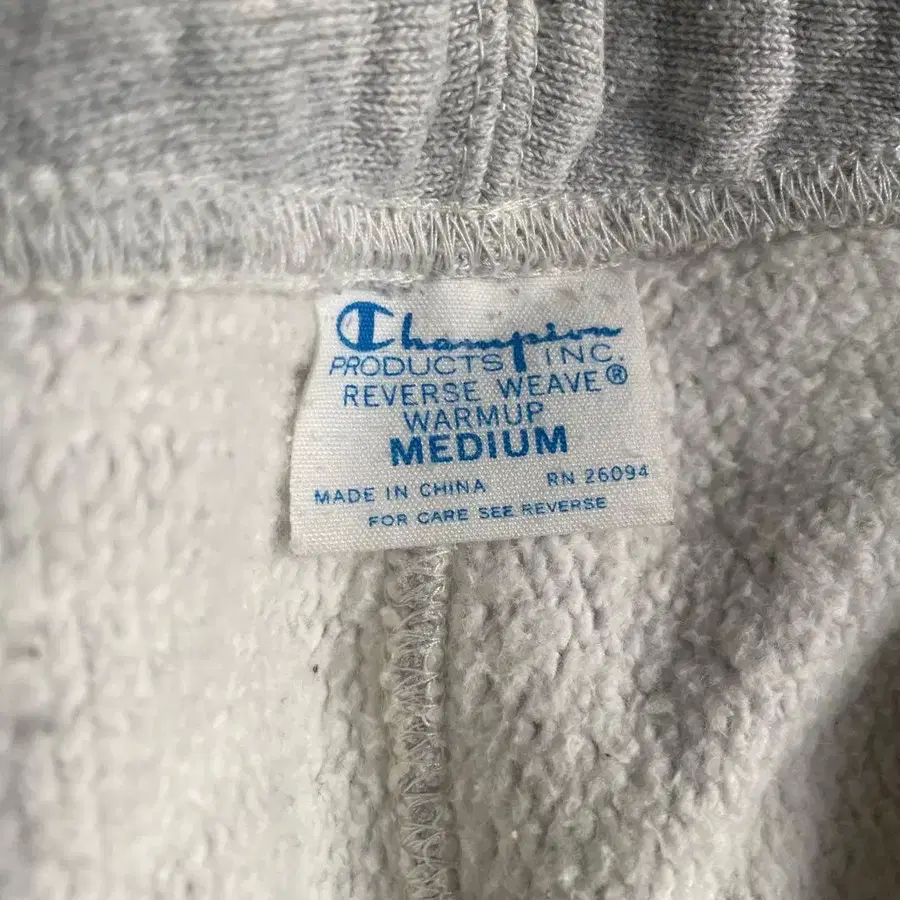 Champion
PRODUCTS INC.
REVERSE WEAVE®
WARMUP
MEDIUM
MADE IN CHINA RN 26094
FOR CARE SEE REVERSE